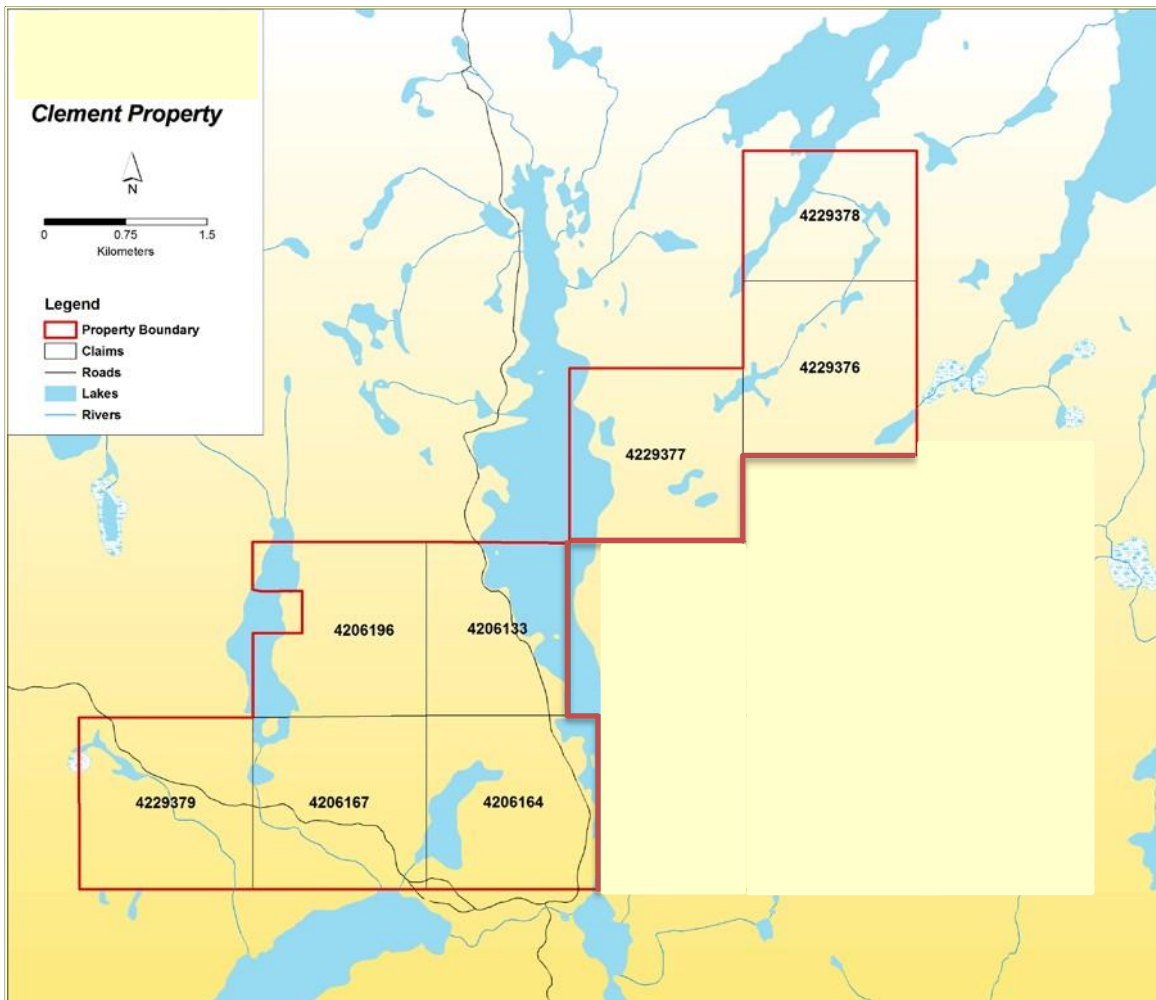 Clement Property
N
0 0.75 1.5
Kilometers
Legend
Property Boundary
Claims
Roads
Lakes
Rivers
4229378
4229376
4229377
4206196
4206133
4229379
4206167
4206164